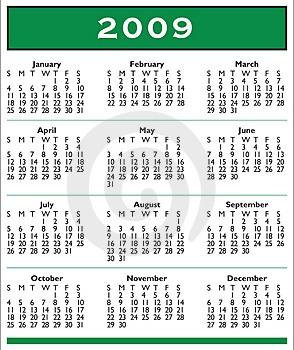 2009
January
S M T W T F S
1 2 3
4 5 6 7 8 9 10
11 12 13 14 15 16 17
18 19 20 21 22 23 24
25 26 27 28 29 30 31
February
S M T W T F S
1 2 3 4 5 6 7
8 9 10 11 12 13 14
15 16 17 18 19 20 21
22 23 24 25 26 27 28
March
S M T W T F S
1 2 3 4 5 6 7
8 9 10 11 12 13 14
15 16 17 18 19 20 21
22 23 24 25 26 27 28
29 30 31
April
S M T W T F S
1 2 3 4
5 6 7 8 9 10 11
12 13 14 15 16 17 18
19 20 21 22 23 24 25
26 27 28 29 30
May
S M T W T F S
1 2
3 4 5 6 7 8 9
10 11 12 13 14 15 16
17 18 19 20 21 22 23
24 25 26 27 28 29 30
31
June
S M T W T F S
1 2 3 4 5 6
7 8 9 10 11 12 13
14 15 16 17 18 19 20
21 22 23 24 25 26 27
28 29 30
July
S M T W T F S
1 2 3 4
5 6 7 8 9 10 11
12 13 14 15 16 17 18
19 20 21 22 23 24 25
26 27 28 29 30 31
August
S M T W T F S
1
2 3 4 5 6 7 8
9 10 11 12 13 14 15
16 17 18 19 20 21 22
23 24 25 26 27 28 29
30 31
September
S M T W T F S
1 2 3 4 5
6 7 8 9 10 11 12
13 14 15 16 17 18 19
20 21 22 23 24 25 26
27 28 29 30
October
S M T W T F S
1 2 3
4 5 6 7 8 9 10
11 12 13 14 15 16 17
18 19 20 21 22 23 24
25 26 27 28 29 30 31
November
S M T W T F S
1 2 3 4 5 6 7
8 9 10 11 12 13 14
15 16 17 18 19 20 21
22 23 24 25 26 27 28
29 30
December
S M T W T F S
1 2 3 4 5
6 7 8 9 10 11 12
13 14 15 16 17 18 19
20 21 22 23 24 25 26
27 28 29 30 31